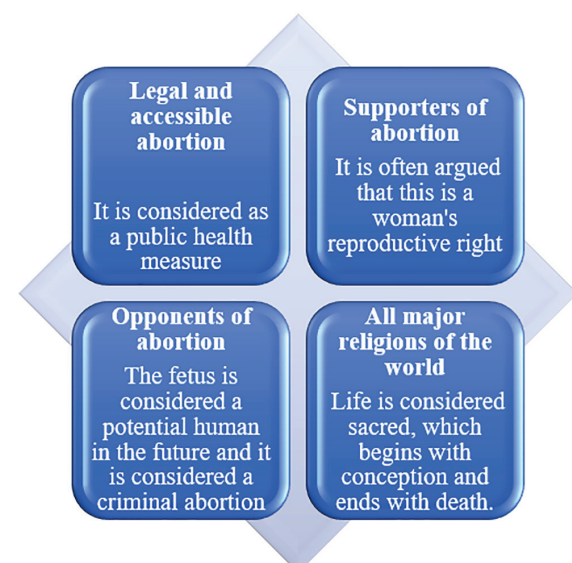 Legal and
accessible
abortion
It is considered as
a public health
measure
Supporters of
abortion
It is often argued
that this is a
woman's
reproductive right
Opponents of
abortion
The fetus is
considered a
potential human
in the future and it
is considered a
criminal abortion
All major
religions of the
world
Life is considered
sacred, which
begins with
conception and
ends with death.